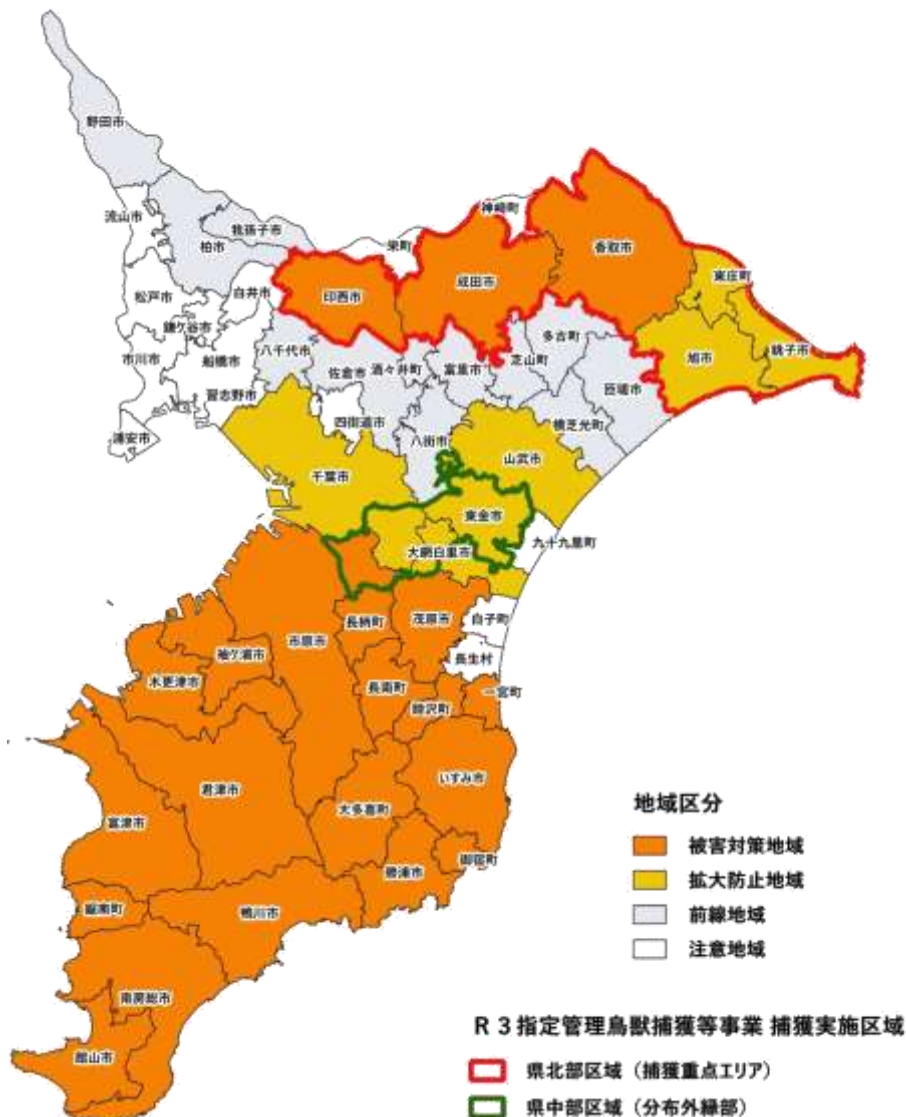 野田市
流山市
我孫子市
柏市
神崎町
栄町
香取市
成田市
東庄町
松戸市
白井市
印西市
鎌ケ谷市
多古町
銚子市
旭市
市川市
船橋市
八千代市
佐倉市
酒々井町
富里市
芝山町
匝瑳市
習志野市
四街道市
横芝光町
浦安市
八街市
山武市
千葉市
東金市
大網白里市
九十九里町
長柄町
茂原市
白子町
市原市
袖ケ浦市
長生村
木更津市
長南町
睦沢町
一宮町
君津市
いすみ市
大多喜町
富津市
勝浦市
御宿町
鋸南町
鴨川市
南房総市
館山市
地域区分
被害対策地域
拡大防止地域
前線地域
注意地域
R3指定管理鳥獣捕獲等事業 捕獲実施区域
県北部区域(捕獲重点エリア)
県中部区域(分布外縁部)